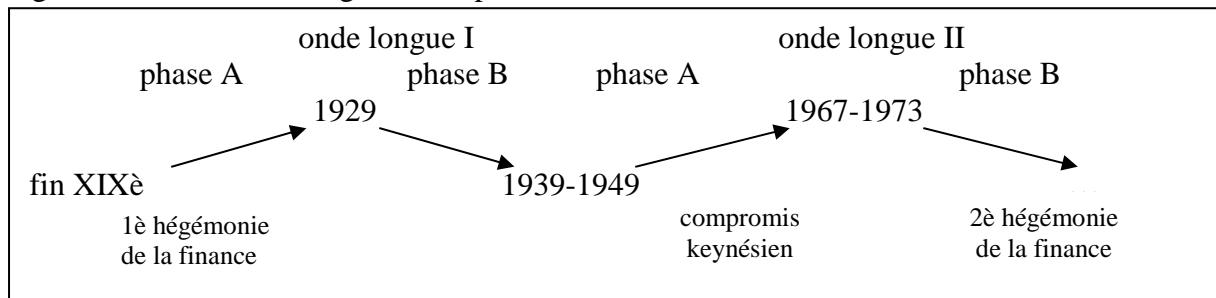 onde longue I onde longue II
phase A phase B phase A phase B
1929 1967-1973
fin XIXè 1939-1949 ...
1è hégémonie compromis 2è hégémonie
de la finance keynésien de la finance